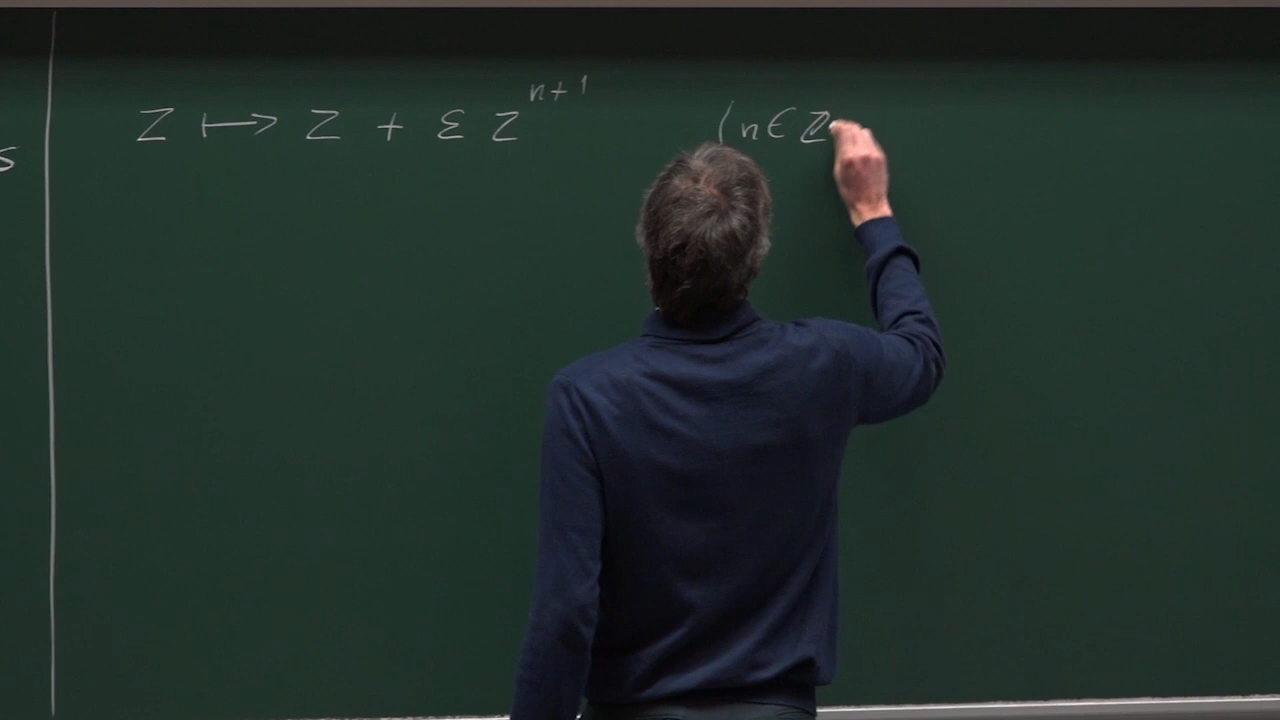 z ↦ z + ε z^{n+1} (n ∈ ℤ